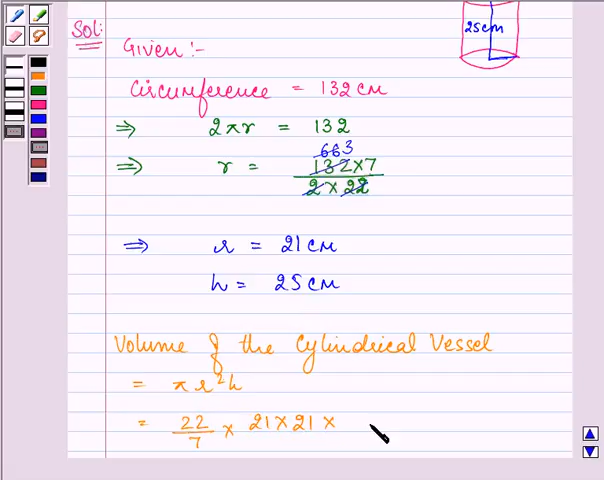 25cm
Sol:
Given:-
Circumference = 132 cm
⇒ 2πr = 132
66 3
⇒ r = 132×7
2 × 22
⇒ r = 21 cm
h = 25 cm
Volume of the Cylindrical Vessel
= πr²h
= 22/7 × 21 × 21 ×